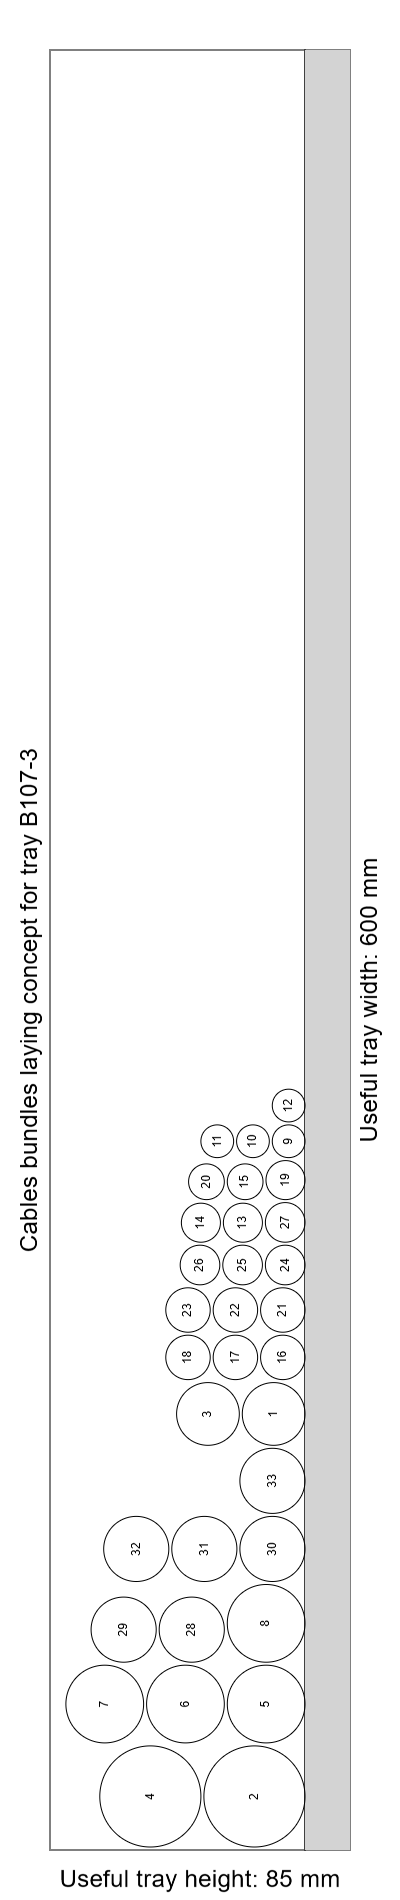 Cables bundles laying concept for tray B107-3
12
11 10 9
20 15 19
14 13 27
26 25 24
23 22 21
18 17 16
3 1
33
32 31 30
29 28 8
7 6 5
4 2
Useful tray width: 600 mm
Useful tray height: 85 mm